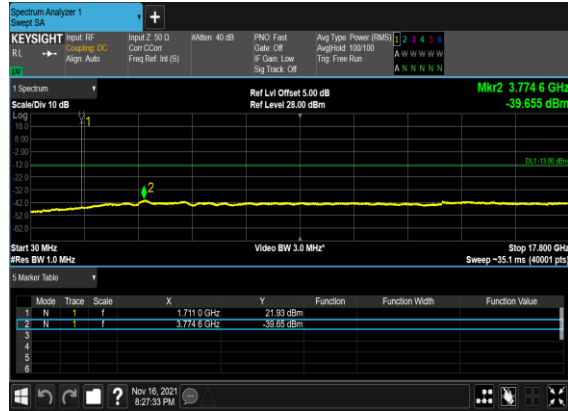 Spectrum Analyzer 1
Swept SA
KEYSIGHT Input: RF Input Z: 50 Ω #Atten: 40 dB PNO: Fast Avg Type: Power (RMS) 1 2 3 4 5 6
RL Coupling: DC Corr CCorr Gate: Off Avg|Hold: 100/100 A W W W W W
Align: Auto Freq Ref: Int (S) IF Gain: Low Trig: Free Run
Sig Track: Off A N N N N N
LW
1 Spectrum Ref Lvl Offset 5.00 dB Mkr2 3.774 6 GHz
Scale/Div 10 dB Ref Level 28.00 dBm -39.655 dBm
Log
18.0
8.00
-2.00
-12.0
-22.0
-32.0
-42.0
-52.0
-62.0
1
DL1 -13.00 dBm
2
Start 30 MHz Video BW 3.0 MHz* Stop 17.800 GHz
#Res BW 1.0 MHz Sweep ~35.1 ms (40001 pts)
5 Marker Table
Mode Trace Scale X Y Function Function Width Function Value
1 N 1 f 1.711 0 GHz 21.93 dBm
2 N 1 f 3.774 6 GHz -39.65 dBm
3
4
5
6
? Nov 16, 2021
8:27:33 PM